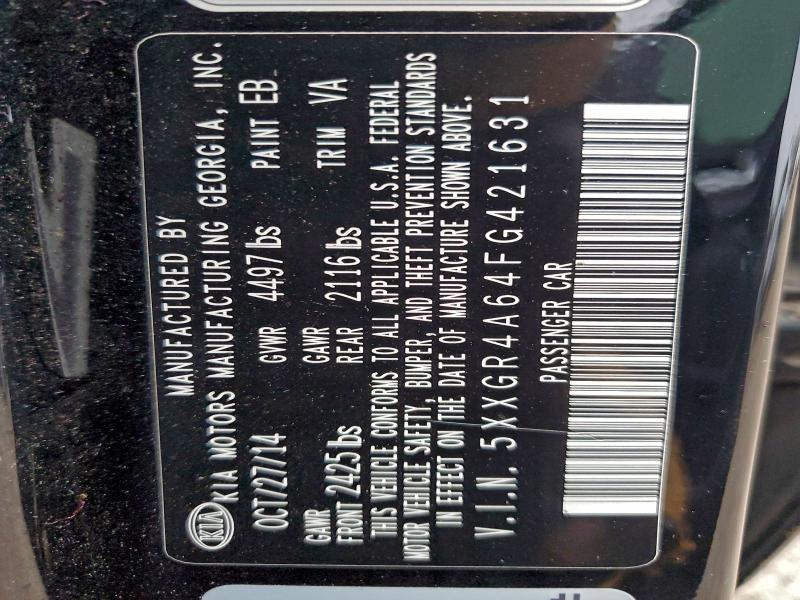 MANUFACTURED BY
KIA KIA MOTORS MANUFACTURING GEORGIA, INC.
OCT/27/14 GVWR 4497lbs PAINT EB
GAWR FRONT 2425lbs GAWR REAR 2116lbs TRIM VA
THIS VEHICLE CONFORMS TO ALL APPLICABLE U.S.A. FEDERAL
MOTOR VEHICLE SAFETY, BUMPER, AND THEFT PREVENTION STANDARDS
IN EFFECT ON THE DATE OF MANUFACTURE SHOWN ABOVE.
V.I.N. 5XXGR4A64FG421631
PASSENGER CAR